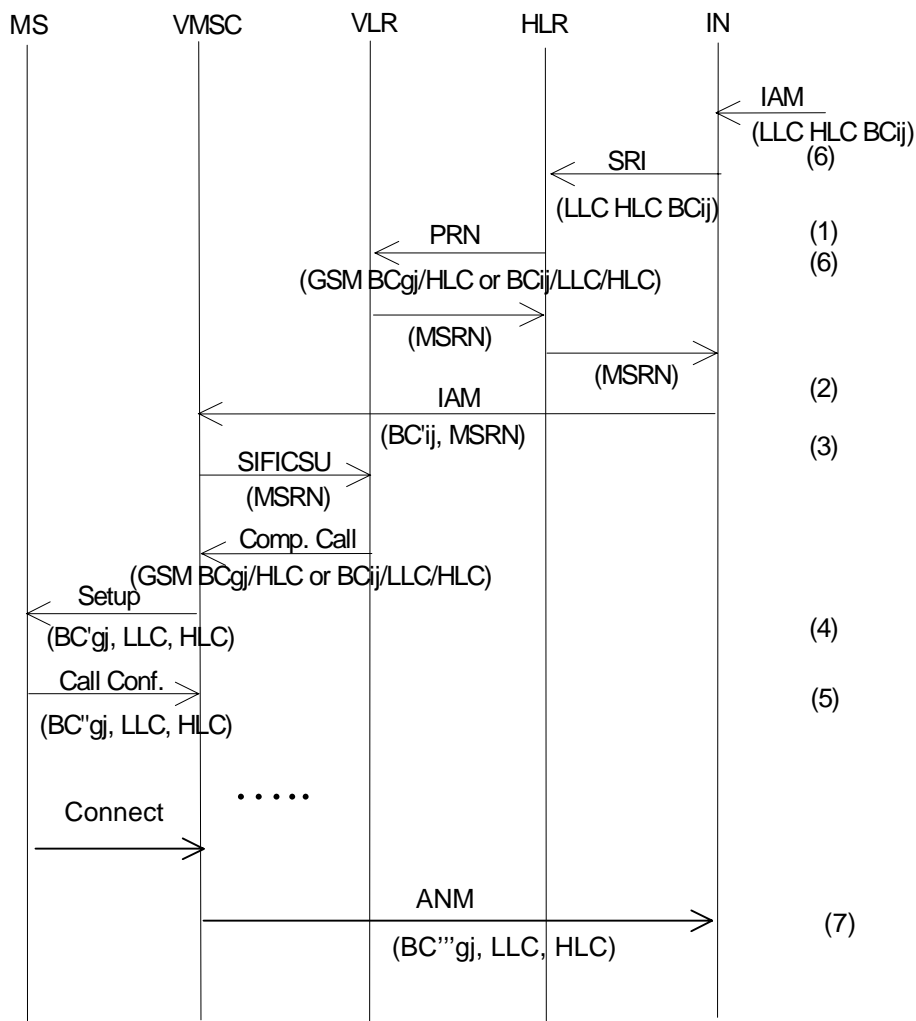 MS VMSC VLR HLR IN
IAM
(LLC HLC BCij)
(6)
SRI
(LLC HLC BCij)
(1)
PRN
(6)
(GSM BCgj/HLC or BCij/LLC/HLC)
(MSRN)
(MSRN)
(2)
IAM
(BC'ij, MSRN)
(3)
SIFICSU
(MSRN)
Comp. Call
(GSM BCgj/HLC or BCij/LLC/HLC)
Setup
(BC'gj, LLC, HLC)
(4)
Call Conf.
(5)
(BC"gj, LLC, HLC)
.....
Connect
ANM
(7)
(BC’’’gj, LLC, HLC)